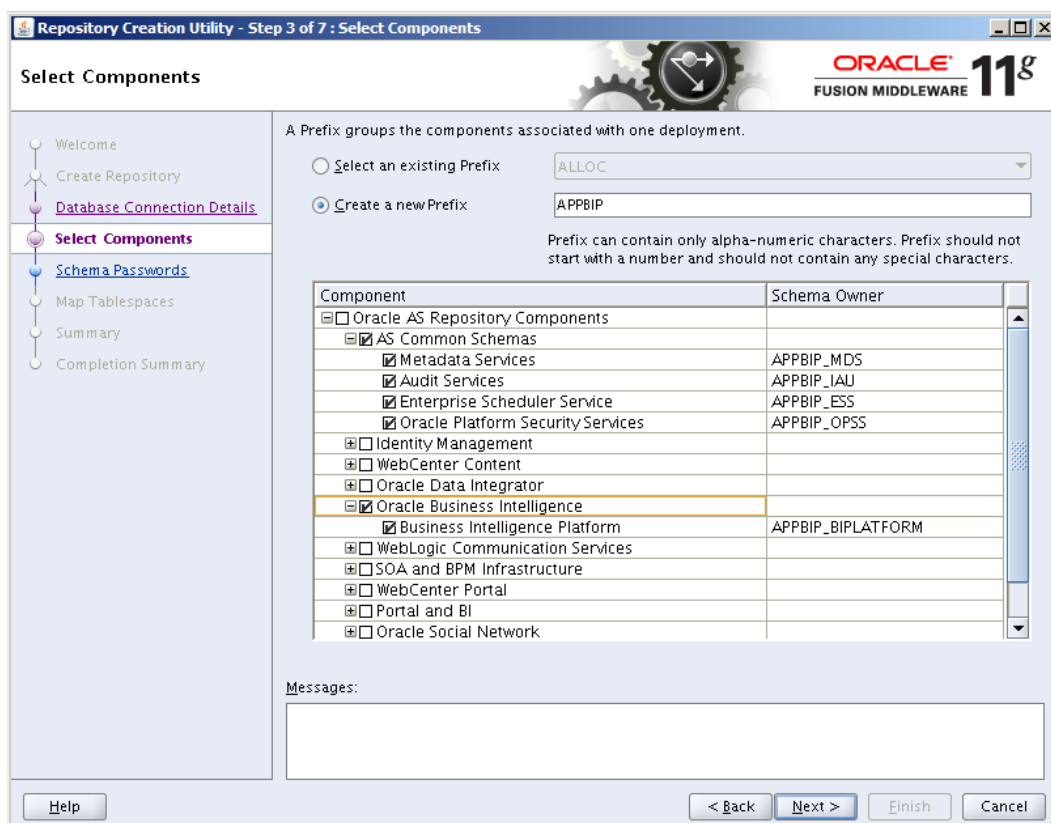 Repository Creation Utility - Step 3 of 7 : Select Components
Select Components
ORACLE
FUSION MIDDLEWARE 11g
Welcome
Create Repository
Database Connection Details
Select Components
Schema Passwords
Map Tablespaces
Summary
Completion Summary
A Prefix groups the components associated with one deployment.
Select an existing Prefix ALLOC
Create a new Prefix APPBIP
Prefix can contain only alpha-numeric characters. Prefix should not
start with a number and should not contain any special characters.
Component Schema Owner
Oracle AS Repository Components
AS Common Schemas
Metadata Services APPBIP_MDS
Audit Services APPBIP_IAU
Enterprise Scheduler Service APPBIP_ESS
Oracle Platform Security Services APPBIP_OPSS
Identity Management
WebCenter Content
Oracle Data Integrator
Oracle Business Intelligence
Business Intelligence Platform APPBIP_BIPLATFORM
WebLogic Communication Services
SOA and BPM Infrastructure
WebCenter Portal
Portal and BI
Oracle Social Network
Messages:
Help < Back Next > Finish Cancel